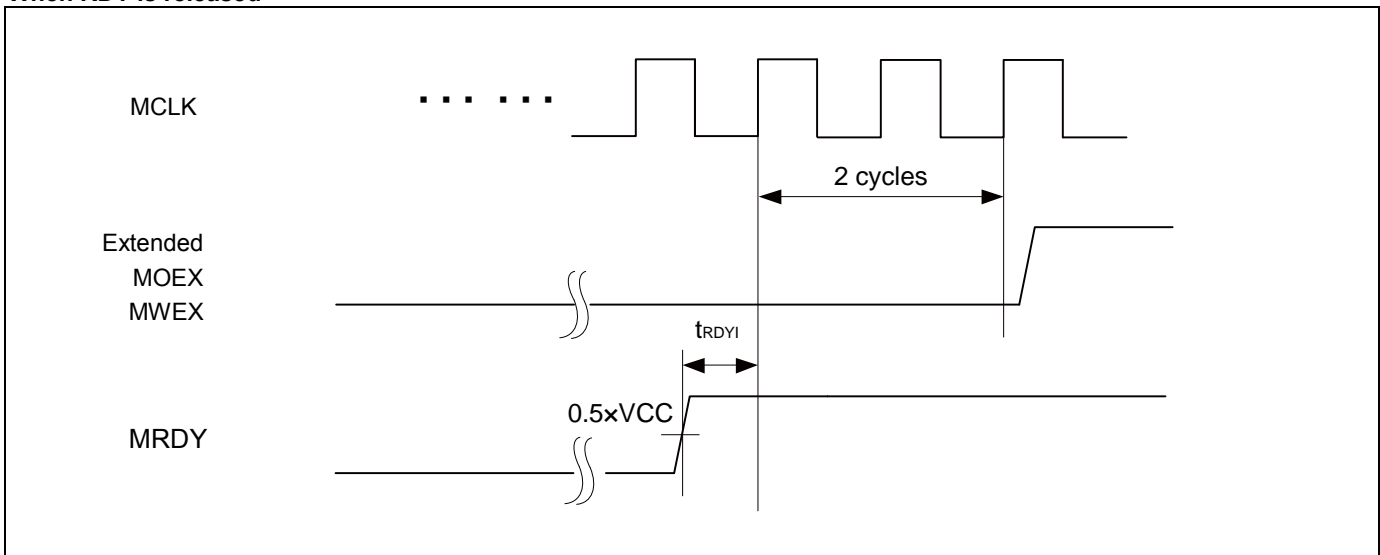 When RDY is released
MCLK
... ...
2 cycles
Extended
MOEX
MWEX
tRDYI
0.5×VCC
MRDY